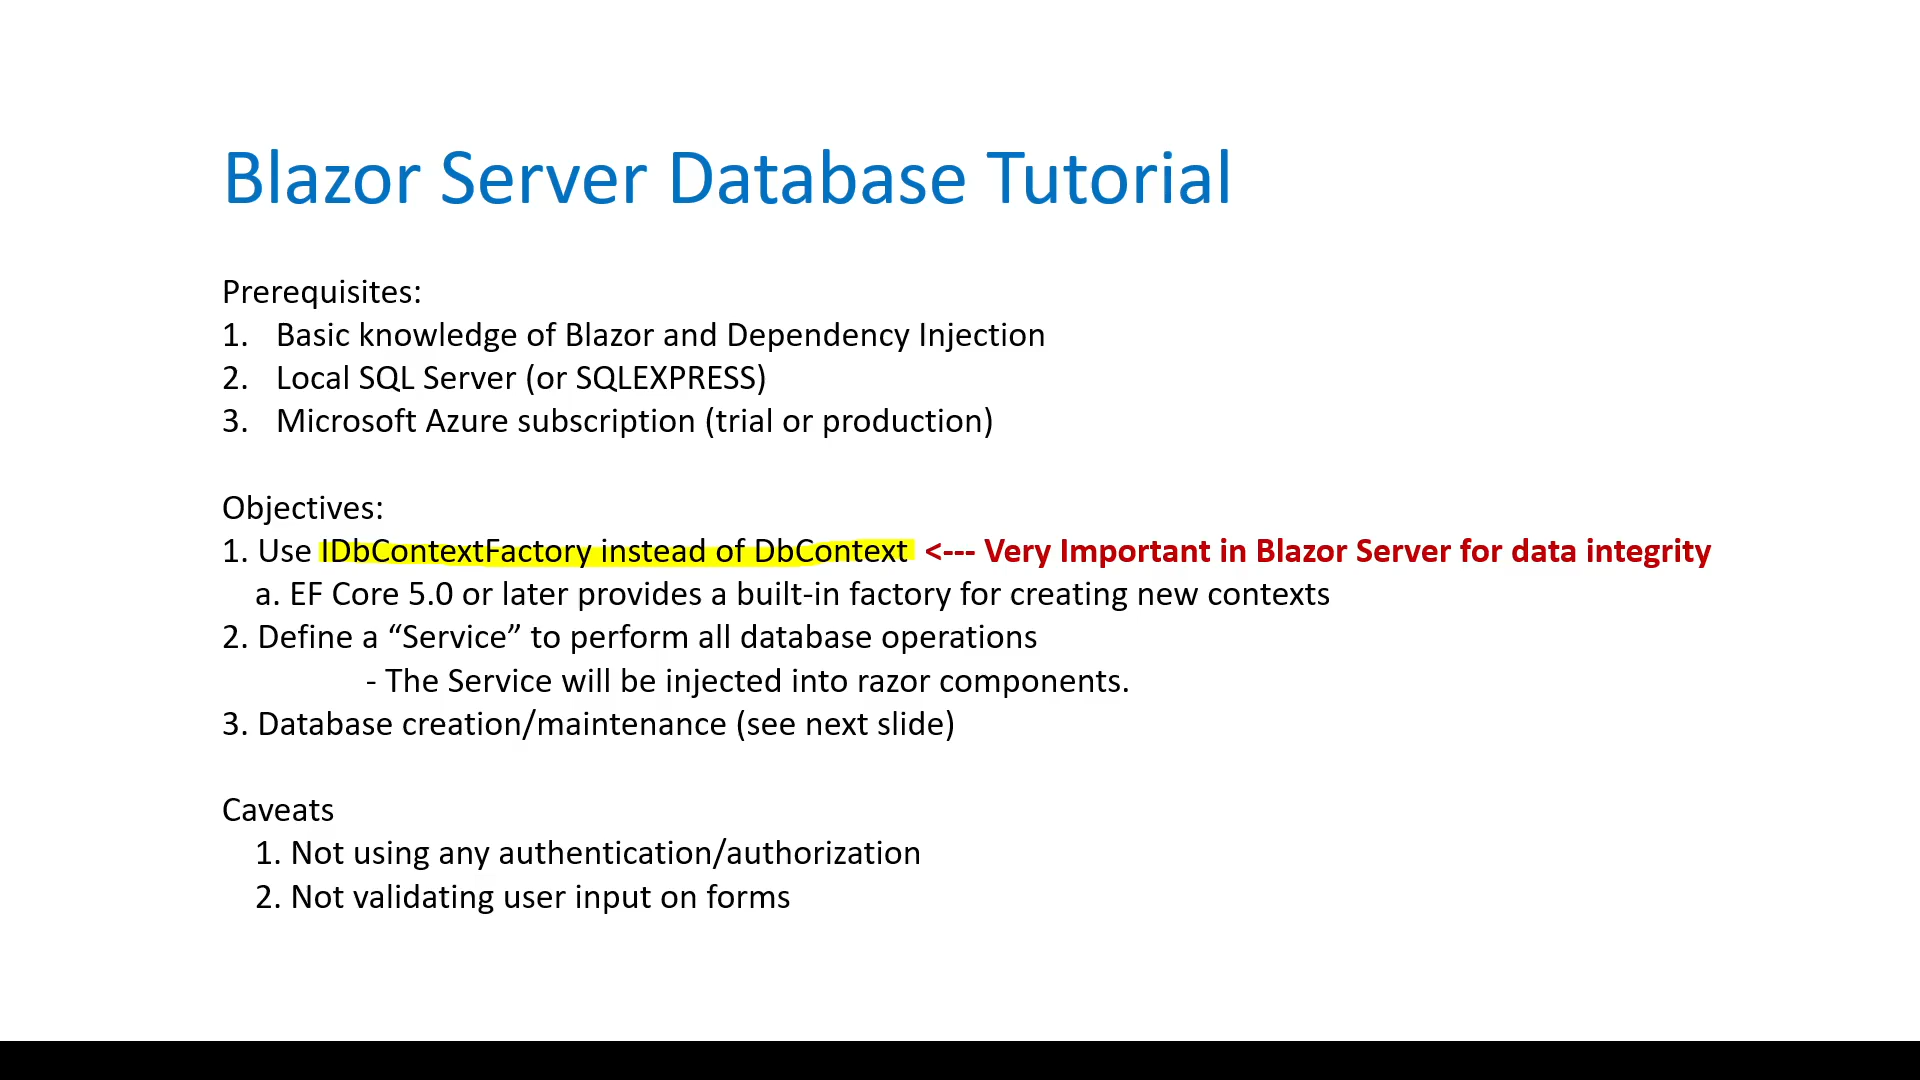 Blazor Server Database Tutorial
Prerequisites:
1. Basic knowledge of Blazor and Dependency Injection
2. Local SQL Server (or SQLEXPRESS)
3. Microsoft Azure subscription (trial or production)
Objectives:
1. Use IDbContextFactory instead of DbContext <--- Very Important in Blazor Server for data integrity
a. EF Core 5.0 or later provides a built-in factory for creating new contexts
2. Define a “Service” to perform all database operations
- The Service will be injected into razor components.
3. Database creation/maintenance (see next slide)
Caveats
1. Not using any authentication/authorization
2. Not validating user input on forms